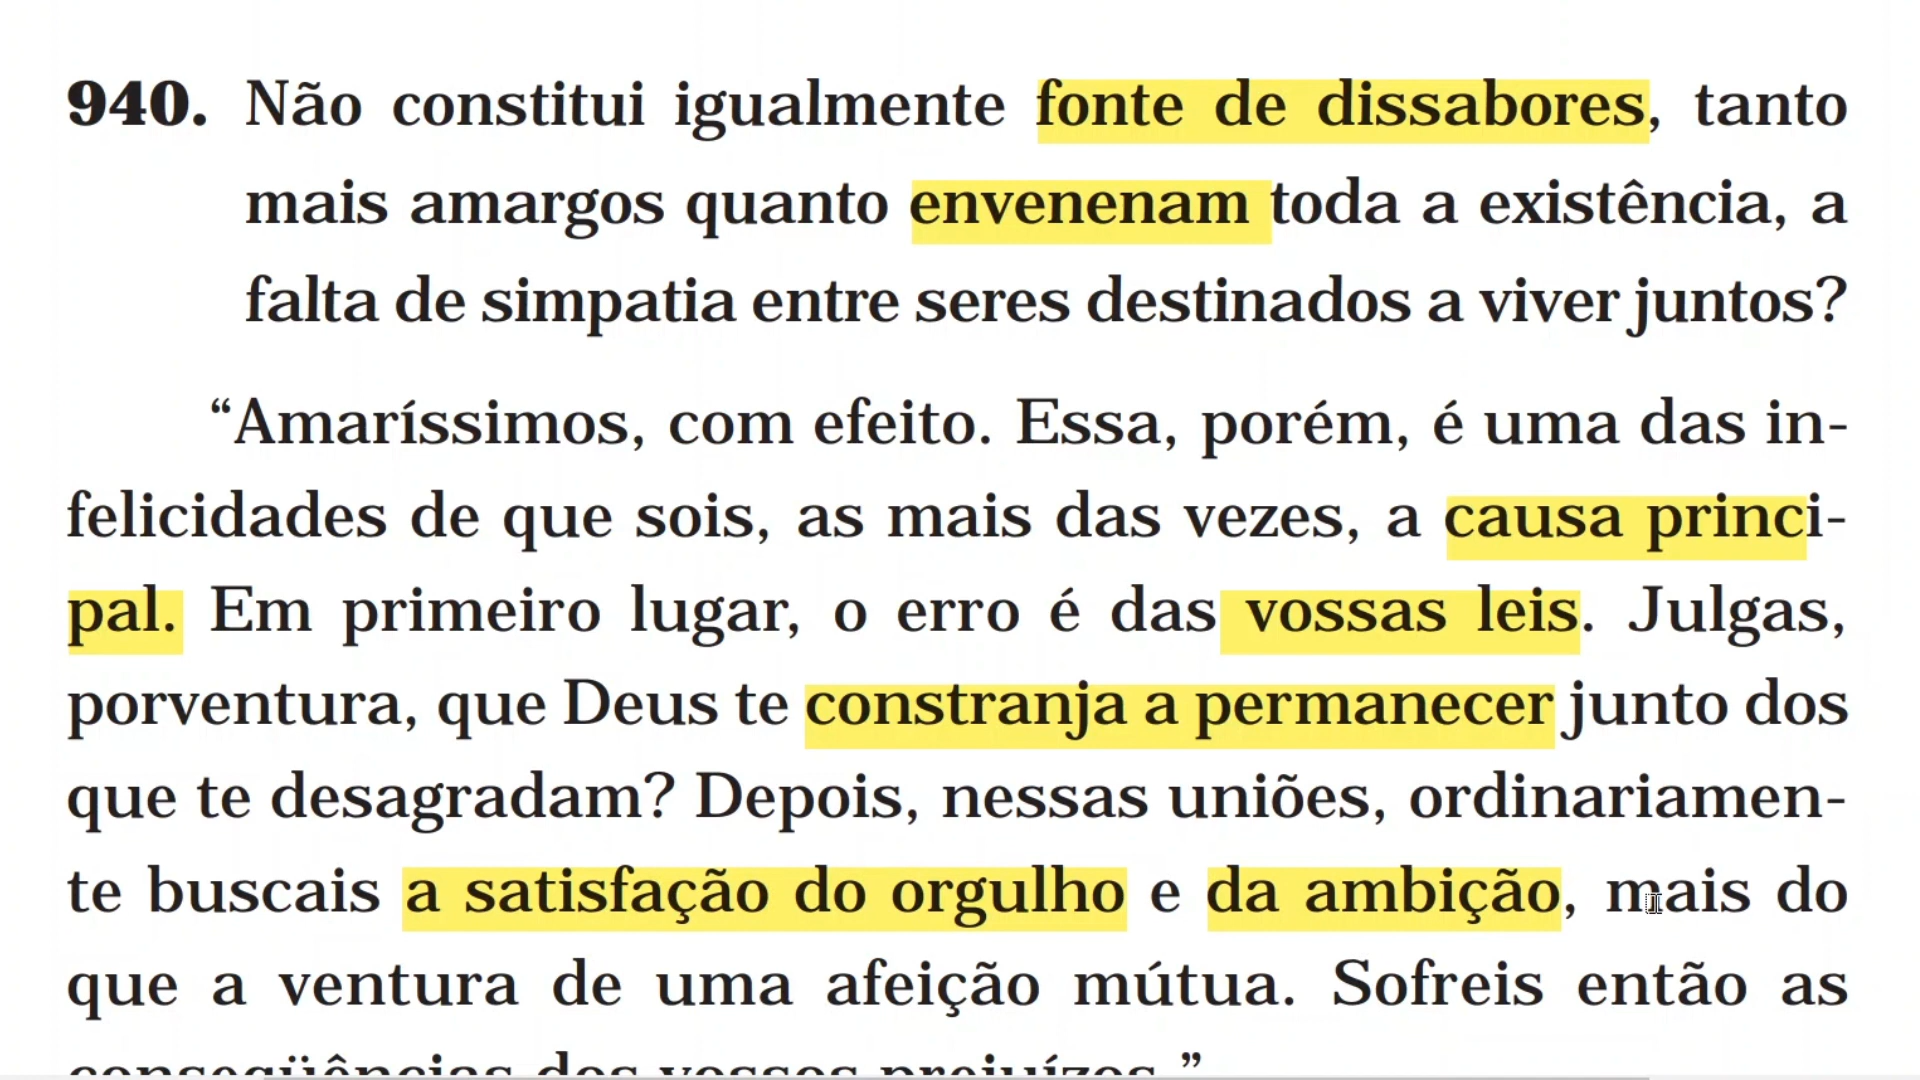 940. Não constitui igualmente fonte de dissabores, tanto
mais amargos quanto envenenam toda a existência, a
falta de simpatia entre seres destinados a viver juntos?
“Amaríssimos, com efeito. Essa, porém, é uma das in-
felicidades de que sois, as mais das vezes, a causa princi-
pal. Em primeiro lugar, o erro é das vossas leis. Julgas,
porventura, que Deus te constranja a permanecer junto dos
que te desagradam? Depois, nessas uniões, ordinariamen-
te buscais a satisfação do orgulho e da ambição, mais do
que a ventura de uma afeição mútua. Sofreis então as
conseqüências dos vossos prejuízos.”